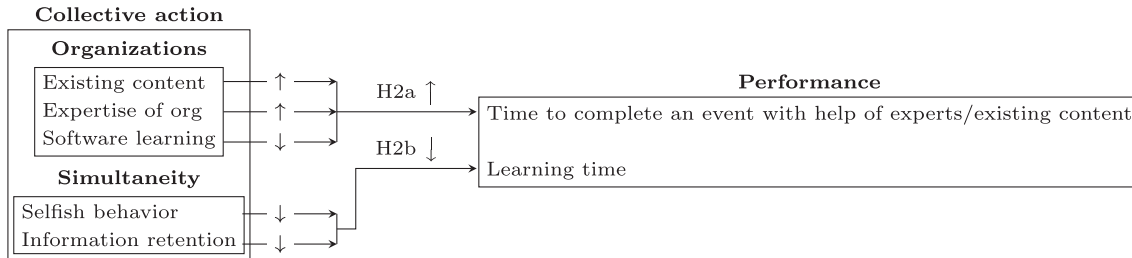 Collective action
Organizations
Existing content ↑
Expertise of org ↑
Software learning ↓
H2a ↑
H2b ↓
Simultaneity
Selfish behavior ↓
Information retention ↓
Performance
Time to complete an event with help of experts/existing content
Learning time